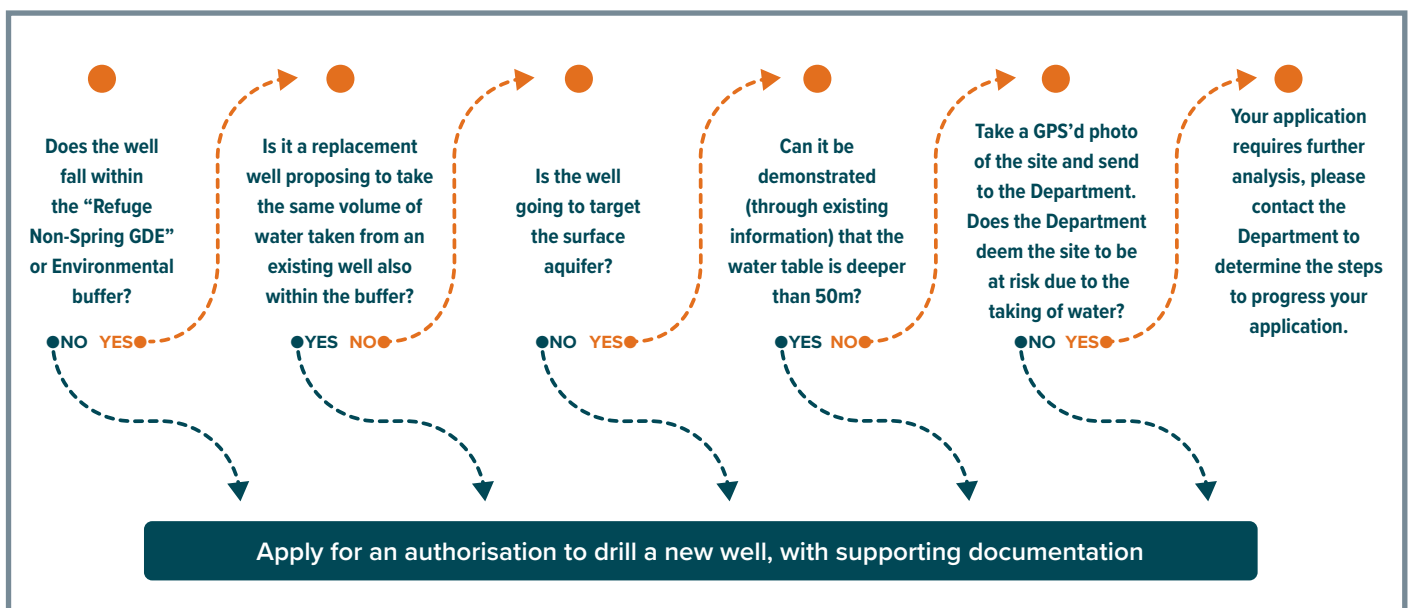 Does the well
fall within
the “Refuge
Non-Spring GDE”
or Environmental
buffer?
NO YES
Is it a replacement
well proposing to take
the same volume of
water taken from an
existing well also
within the buffer?
YES NO
Is the well
going to target
the surface
aquifer?
NO YES
Can it be
demonstrated
(through existing
information) that the
water table is deeper
than 50m?
YES NO
Take a GPS’d photo
of the site and send
to the Department.
Does the Department
deem the site to be
at risk due to the
taking of water?
NO YES
Your application
requires further
analysis, please
contact the
Department to
determine the steps
to progress your
application.
Apply for an authorisation to drill a new well, with supporting documentation